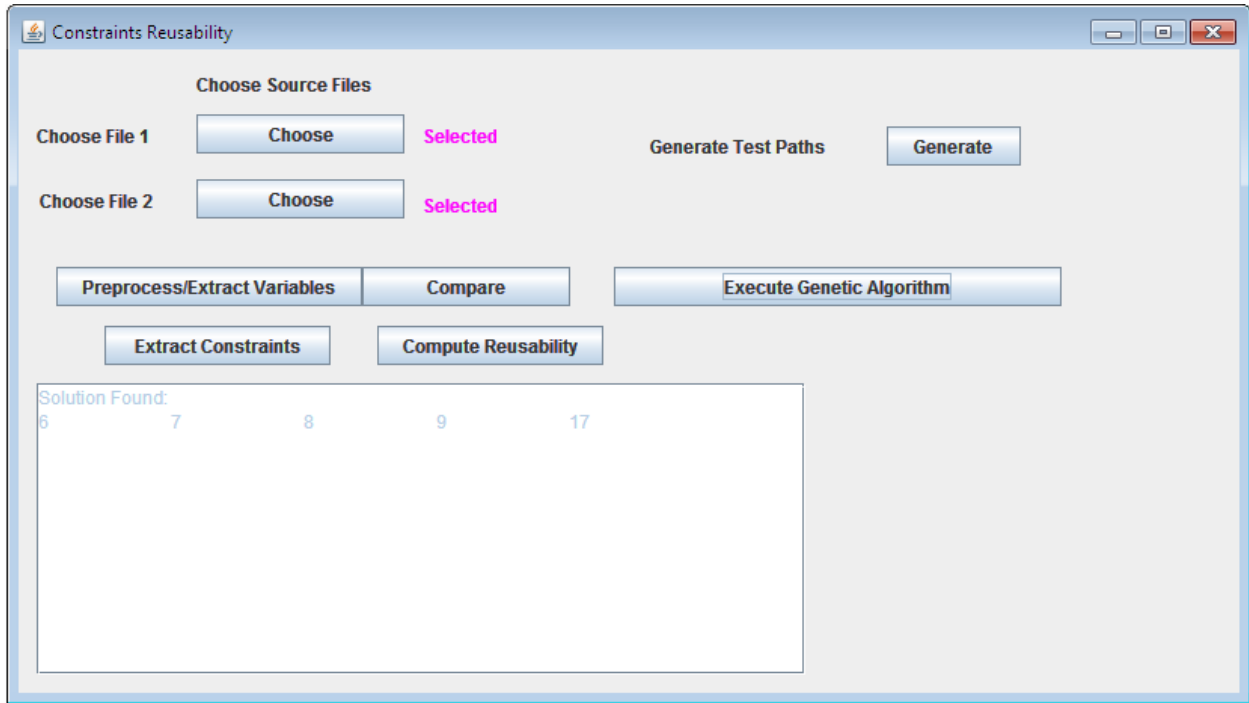 Constraints Reusability
Choose Source Files
Choose File 1 Choose Selected
Generate Test Paths Generate
Choose File 2 Choose Selected
Preprocess/Extract Variables Compare Execute Genetic Algorithm
Extract Constraints Compute Reusability
Solution Found:
6 7 8 9 17